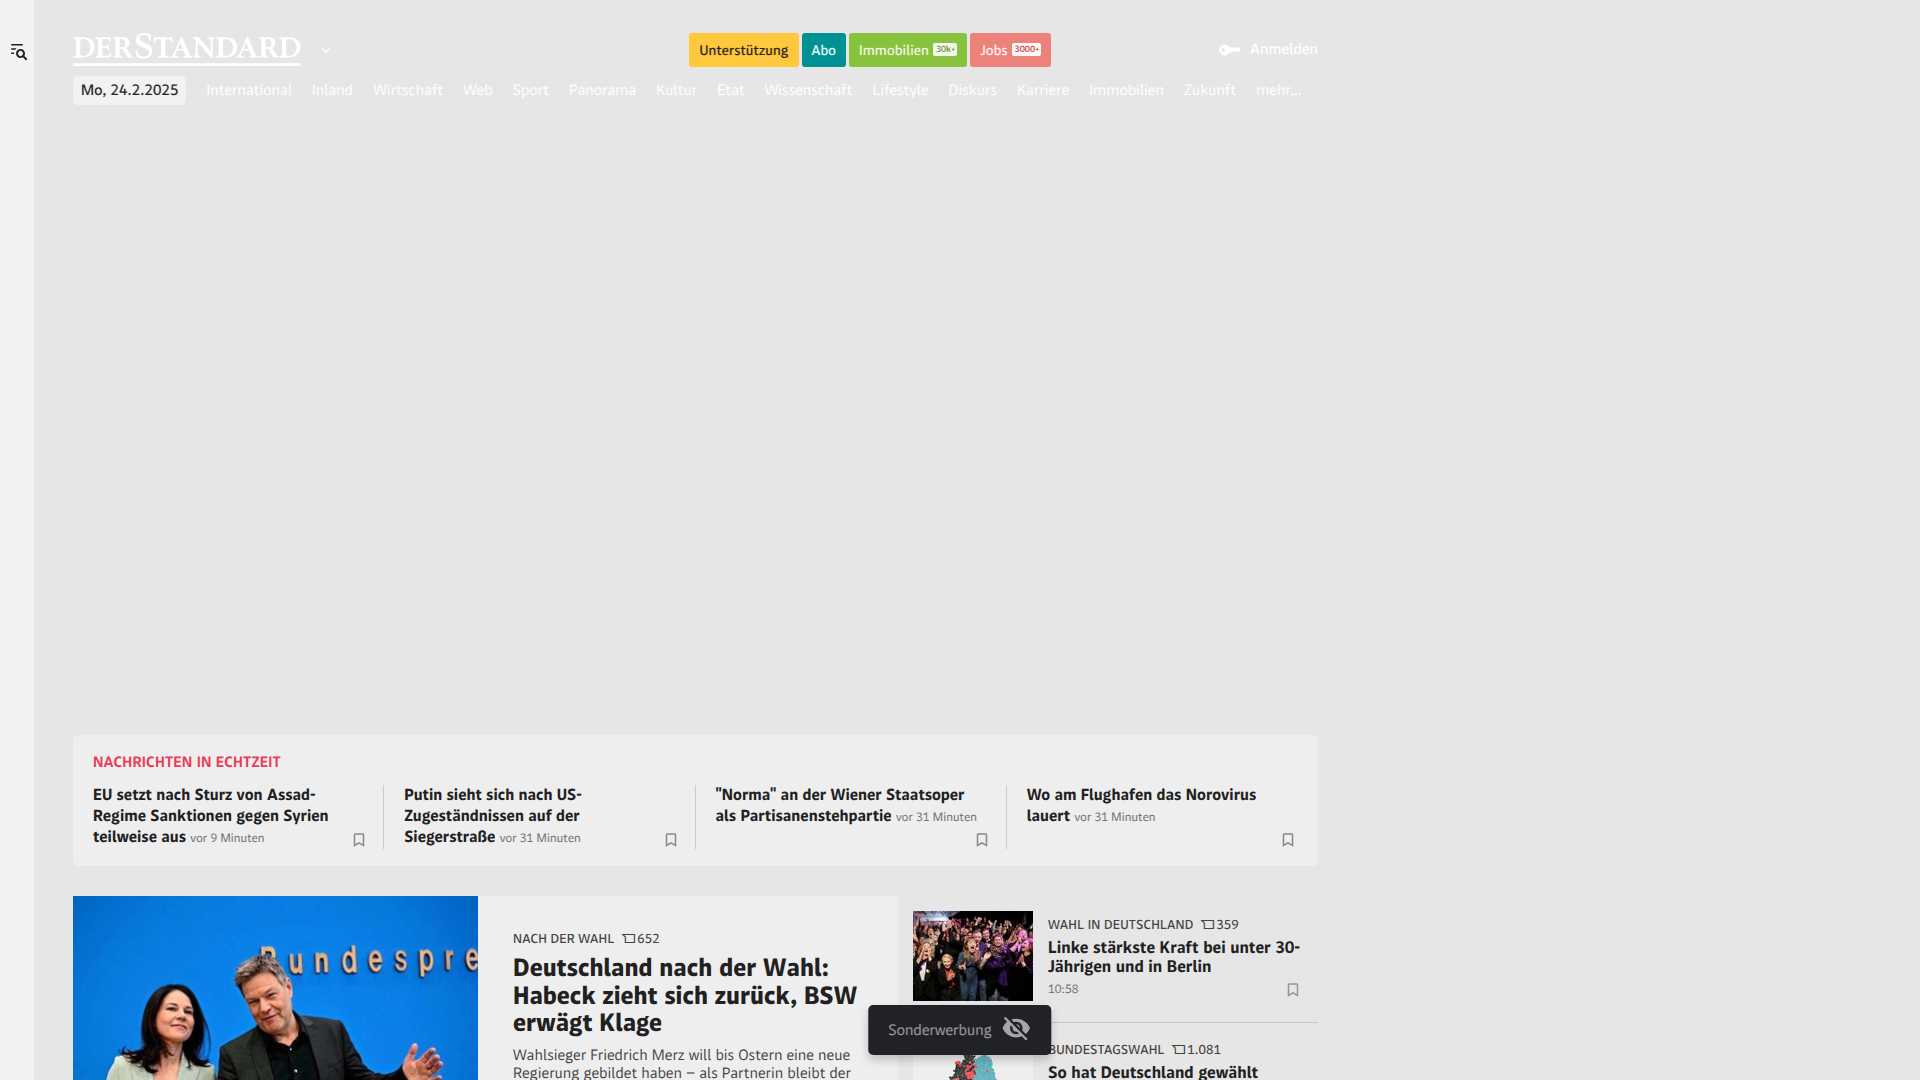 DERSTANDARD
Unterstützung
Abo
Immobilien 30k+
Jobs 3000+
Anmelden
Mo, 24.2.2025
International
Inland
Wirtschaft
Web
Sport
Panorama
Kultur
Etat
Wissenschaft
Lifestyle
Diskurs
Karriere
Immobilien
Zukunft
mehr…
NACHRICHTEN IN ECHTZEIT
EU setzt nach Sturz von Assad-
Regime Sanktionen gegen Syrien
teilweise aus vor 9 Minuten
Putin sieht sich nach US-
Zugeständnissen auf der
Siegerstraße vor 31 Minuten
"Norma" an der Wiener Staatsoper
als Partisanenstehpartie vor 31 Minuten
Wo am Flughafen das Norovirus
lauert vor 31 Minuten
Bundespre
NACH DER WAHL 652
Deutschland nach der Wahl:
Habeck zieht sich zurück, BSW
erwägt Klage
Wahlsieger Friedrich Merz will bis Ostern eine neue
Regierung gebildet haben – als Partnerin bleibt der
WAHL IN DEUTSCHLAND 359
Linke stärkste Kraft bei unter 30-
Jährigen und in Berlin
10:58
Sonderwerbung
BUNDESTAGSWAHL 1.081
So hat Deutschland gewählt